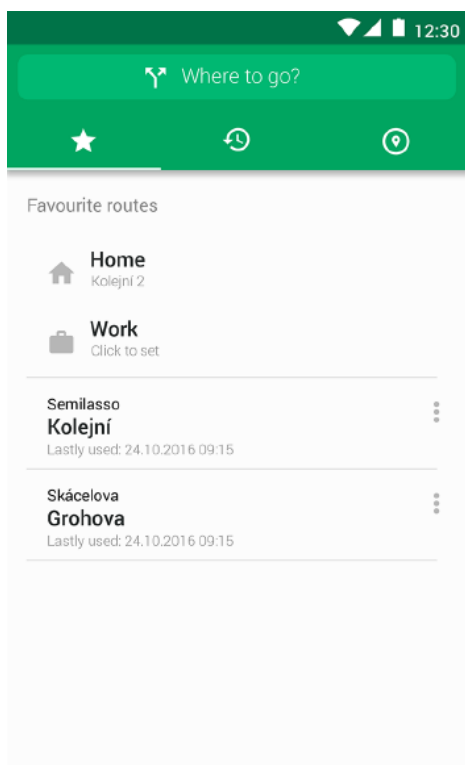 12:30
Where to go?
Favourite routes
Home
Kolejní 2
Work
Click to set
Semilasso
Kolejní
Lastly used: 24.10.2016 09:15
Skácelova
Grohova
Lastly used: 24.10.2016 09:15